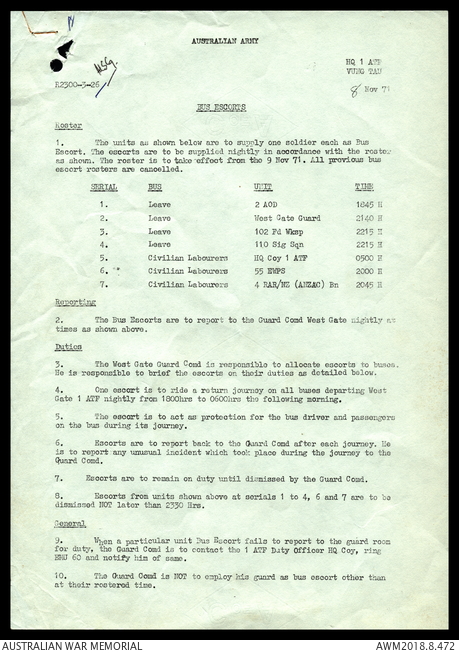 AUSTRALIAN ARMY
HQ 1 ATF
VUNG TAU
R2300-3-26
8 Nov 71
BUS ESCORTS
Roster
1. The units as shown below are to supply one soldier each as Bus
Escort. The escorts are to be supplied nightly in accordance with the roster
as shown. The roster is to take effect from the 9 Nov 71. All previous bus
escort rosters are cancelled.
SERIAL BUS UNIT TIME
1. Leave 2 AOD 1845 H
2. Leave West Gate Guard 2140 H
3. Leave 102 Fd Wksp 2215 H
4. Leave 110 Sig Sqn 2215 H
5. Civilian Labourers HQ Coy 1 ATF 0500 H
6. Civilian Labourers 55 EWPS 2000 H
7. Civilian Labourers 4 RAR/NZ (ANZAC) Bn 2045 H
Reporting
2. The Bus Escorts are to report to the Guard Comd West Gate nightly at
times as shown above.
Duties
3. The West Gate Guard Comd is responsible to allocate escorts to buses.
He is responsible to brief the escorts on their duties as detailed below.
4. One escort is to ride a return journey on all buses departing West
Gate 1 ATF nightly from 1800hrs to 0600hrs the following morning.
5. The escort is to act as protection for the bus driver and passengers
on the bus during its journey.
6. Escorts are to report back to the Guard Comd after each journey. He
is to report any unusual incident which took place during the journey to the
Guard Comd.
7. Escorts are to remain on duty until dismissed by the Guard Comd.
8. Escorts from units shown above at serials 1 to 4, 6 and 7 are to be
dismissed NOT later than 2330 Hrs.
General
9. When a particular unit Bus Escort fails to report to the guard room
for duty, the Guard Comd is to contact the 1 ATF Duty Officer HQ Coy, ring
EMU 60 and notify him of same.
10. The Guard Comd is NOT to employ his guard as bus escort other than
at their rostered time.
AUSTRALIAN WAR MEMORIAL
AWM2018.8.472